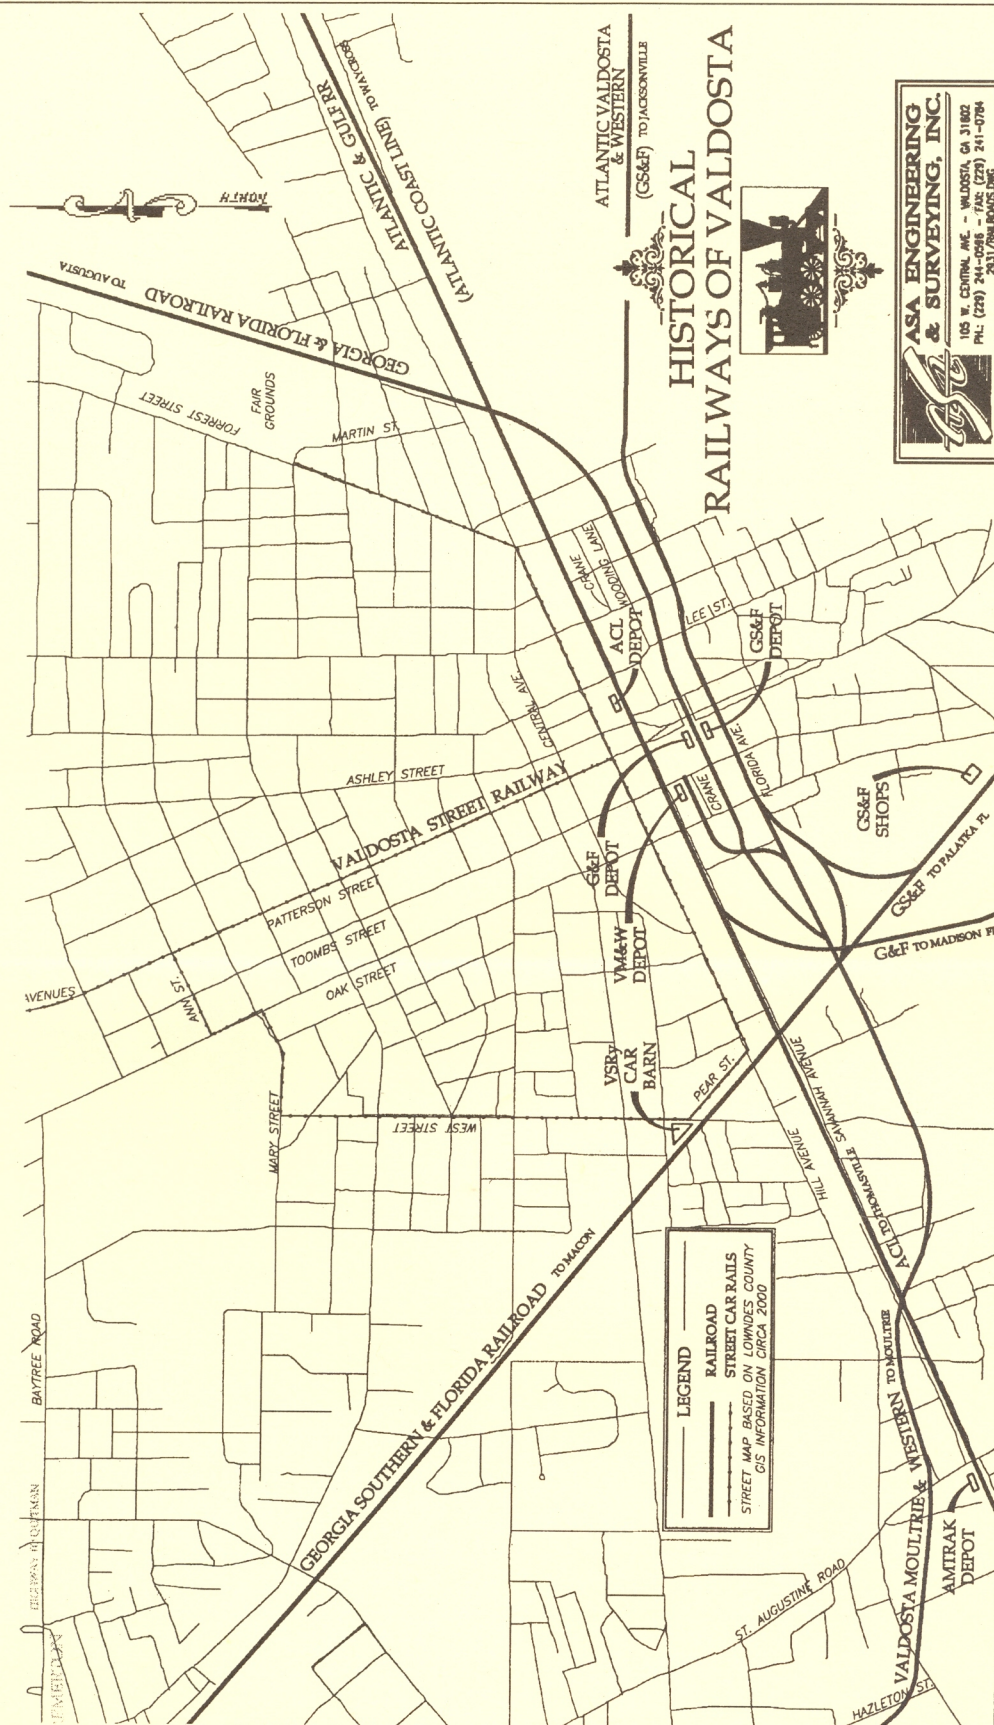 HISTORICAL
RAILWAYS OF VALDOSTA
ATLANTIC VALDOSTA
& WESTERN
(GS&F) TO JACKSONVILLE
ASA ENGINEERING
& SURVEYING, INC.
105 W. CENTRAL AVE. - VALDOSTA, GA 31602
PH.: (229) 244-0596 - FAX: (229) 241-0784
NORTH
ATLANTIC & GULF RR
(ATLANTIC COAST LINE) TO WAYCROSS
GEORGIA & FLORIDA RAILROAD TO AUGUSTA
FORREST STREET
FAIR
GROUNDS
MARTIN ST.
CRANE
WOODING LANE
LEE ST.
ACL
DEPOT
GS&F
DEPOT
CENTRAL AVE.
ASHLEY STREET
VALDOSTA STREET RAILWAY
PATTERSON STREET
TOOMBS STREET
OAK STREET
AVENUES
ANN ST.
G&F
DEPOT
VM&W
DEPOT
CRANE
FLORIDA AVE.
GS&F
SHOPS
GS&F TO PALATKA FL
G&F TO MADISON FL
VSRy
CAR
BARN
PEAR ST.
MARY STREET
WEST STREET
HILL AVENUE
SAVANNAH AVENUE
ACL TO THOMASVILLE
BAYTREE ROAD
GEORGIA SOUTHERN & FLORIDA RAILROAD TO MACON
LEGEND
RAILROAD
STREET CAR RAILS
STREET MAP BASED ON LOWNDES COUNTY
GIS INFORMATION CIRCA 2000
VALDOSTA MOULTRIE & WESTERN TO MOULTRIE
AMTRAK
DEPOT
ST. AUGUSTINE ROAD
HAZLETON ST.